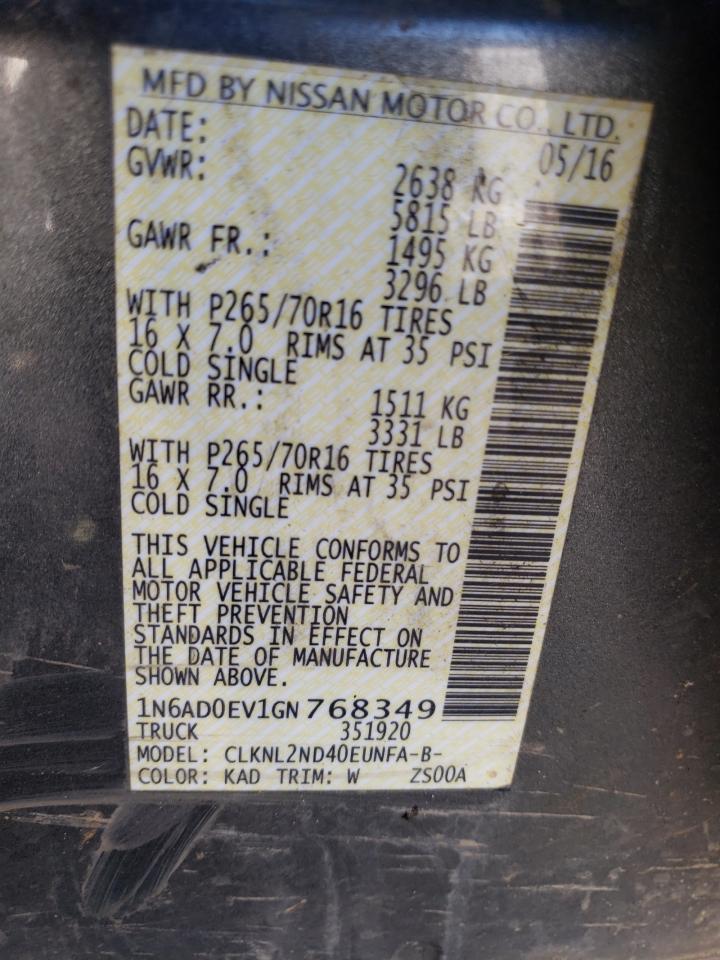 MFD BY NISSAN MOTOR CO., LTD.
DATE: 05/16
GVWR: 2638 KG
5815 LB
GAWR FR.: 1495 KG
3296 LB
WITH P265/70R16 TIRES
16 X 7.0 RIMS AT 35 PSI
COLD SINGLE
GAWR RR.: 1511 KG
3331 LB
WITH P265/70R16 TIRES
16 X 7.0 RIMS AT 35 PSI
COLD SINGLE
THIS VEHICLE CONFORMS TO
ALL APPLICABLE FEDERAL
MOTOR VEHICLE SAFETY AND
THEFT PREVENTION
STANDARDS IN EFFECT ON
THE DATE OF MANUFACTURE
SHOWN ABOVE.
1N6AD0EV1GN768349
TRUCK 351920
MODEL: CLKNL2ND40EUNFA-B-
COLOR: KAD TRIM: W ZS00A